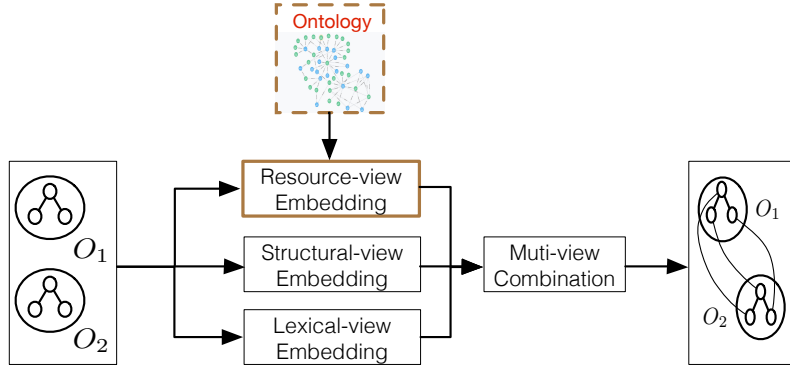 Ontology
Resource-view
Embedding
O₁
O₂
Structural-view
Embedding
Lexical-view
Embedding
Muti-view
Combination
O₁
O₂